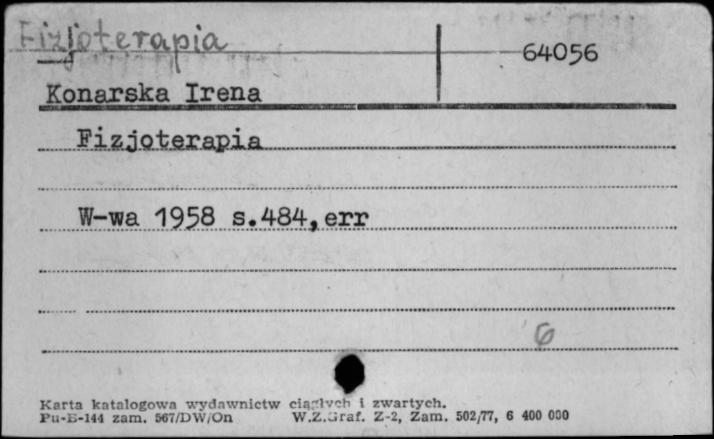 Fizjoterapia
64056
Konarska Irena
Fizjoterapia
W-wa 1958 s.484,err
6
Karta katalogowa wydawnictw ciągłych i zwartych.
Pu-B-144 zam. 567/DW/On W.Z.Graf. Z-2, Zam. 502/77, 6 400 000